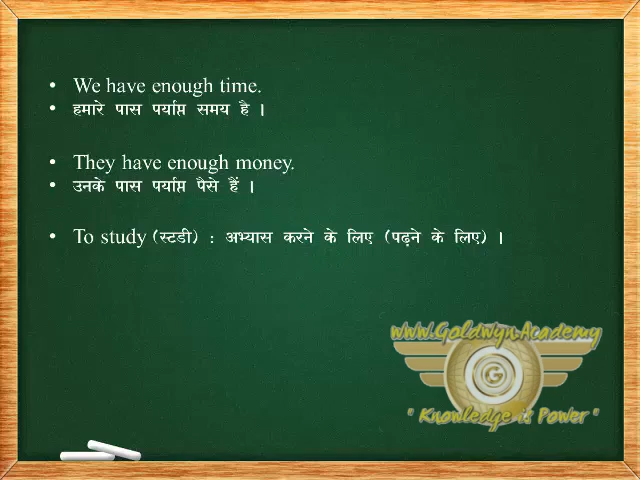 • We have enough time.
• हमारे पास पर्याप्त समय है ।
• They have enough money.
• उनके पास पर्याप्त पैसे हैं ।
• To study (स्टडी) : अभ्यास करने के लिए (पढ़ने के लिए) ।
www.GoldwynAcademy
G
" Knowledge is Power "